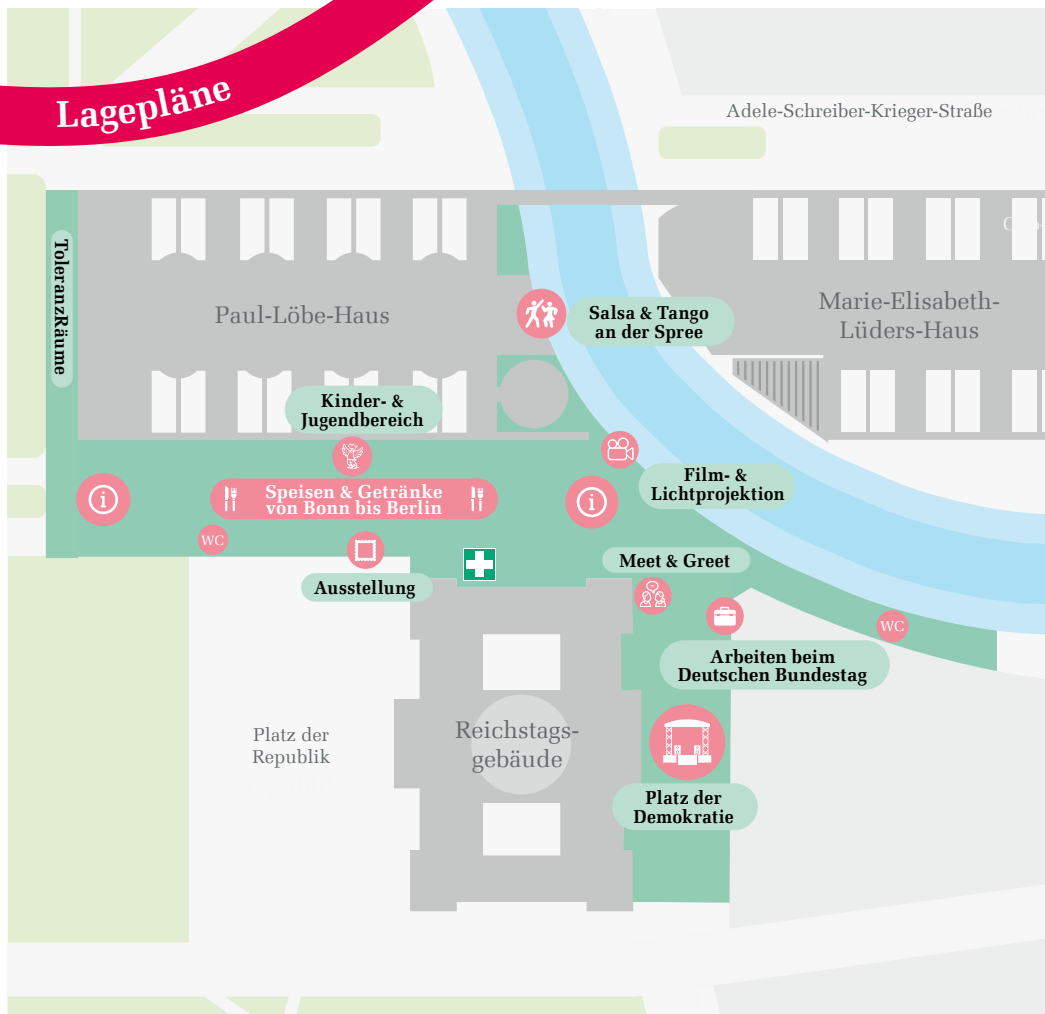 Lagepläne
Adele-Schreiber-Krieger-Straße
ToleranzRäume
Paul-Löbe-Haus
Salsa & Tango
an der Spree
Marie-Elisabeth-
Lüders-Haus
Kinder- &
Jugendbereich
Film- &
Lichtprojektion
i
Speisen & Getränke
von Bonn bis Berlin
i
WC
Ausstellung
Meet & Greet
WC
Arbeiten beim
Deutschen Bundestag
Platz der
Republik
Reichstags-
gebäude
Platz der
Demokratie